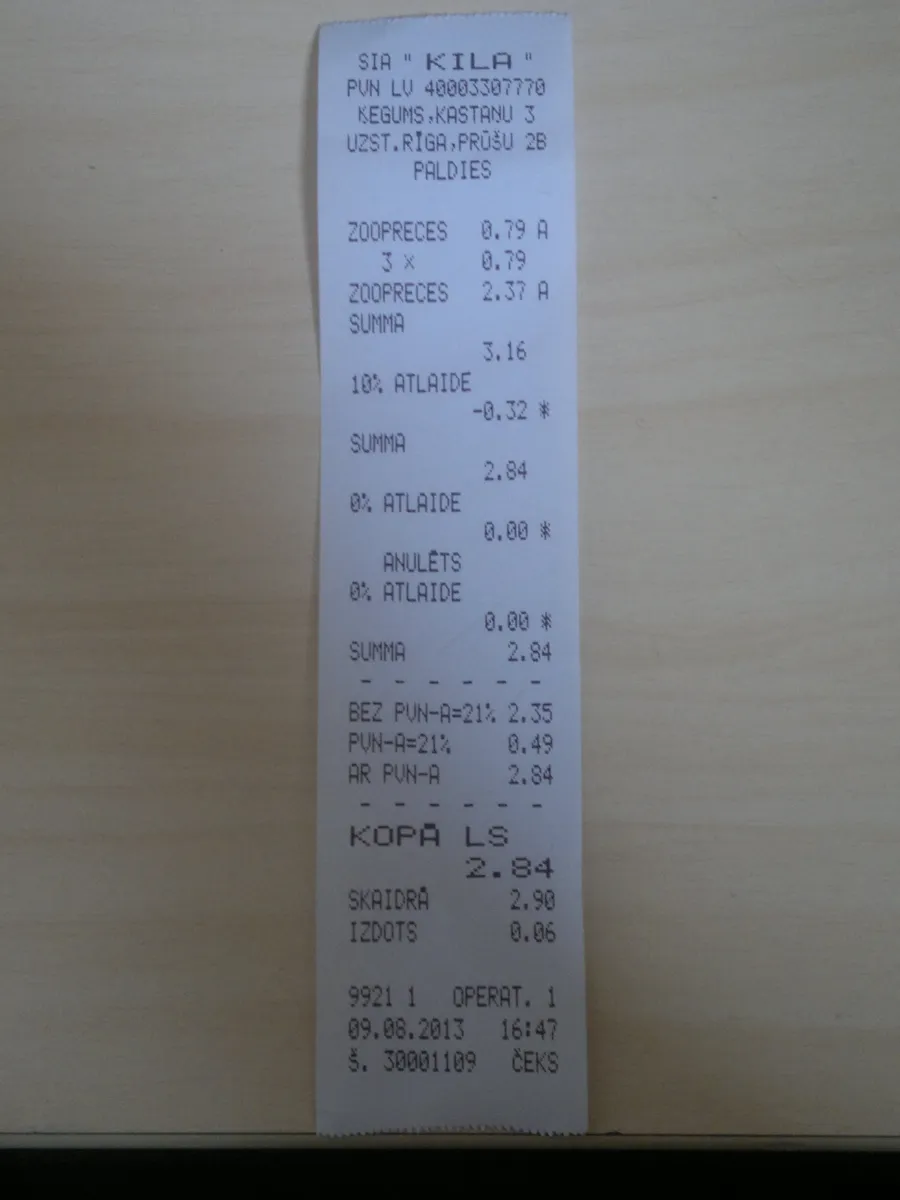 SIA " KILA "
PVN LV 40003307770
ĶEGUMS,KASTAŅU 3
UZST.RĪGA,PRŪŠU 2B
PALDIES
ZOOPRECES 0.79 A
3 X 0.79
ZOOPRECES 2.37 A
SUMMA
3.16
10% ATLAIDE
-0.32 *
SUMMA
2.84
0% ATLAIDE
0.00 *
ANULĒTS
0% ATLAIDE
0.00 *
SUMMA 2.84
- - - - - -
BEZ PVN-A=21% 2.35
PVN-A=21% 0.49
AR PVN-A 2.84
- - - - - -
KOPĀ LS
2.84
SKAIDRĀ 2.90
IZDOTS 0.06
9921 1 OPERAT. 1
09.08.2013 16:47
Š. 30001109 ČEKS